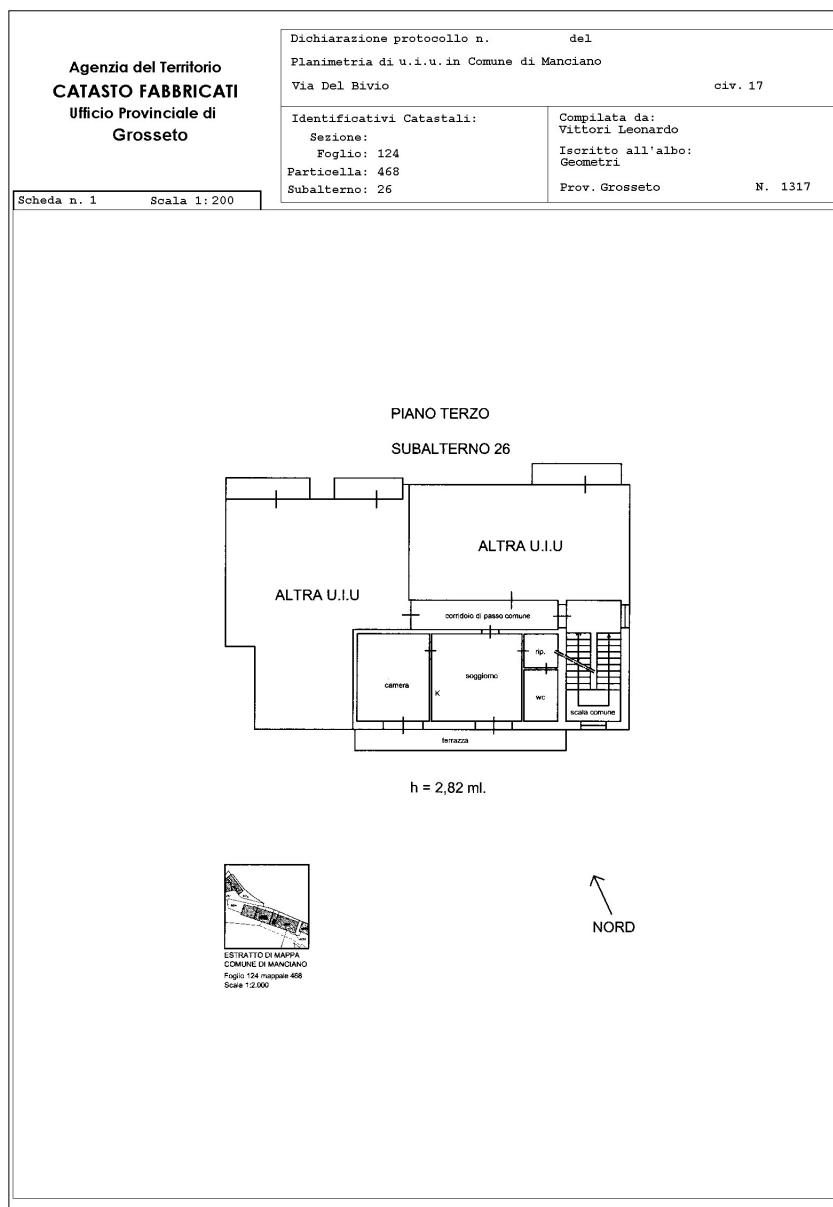 Agenzia del Territorio
CATASTO FABBRICATI
Ufficio Provinciale di
Grosseto
Scheda n. 1 Scala 1:200
Dichiarazione protocollo n. del
Planimetria di u.i.u. in Comune di Manciano
Via Del Bivio civ. 17
Identificativi Catastali:
Sezione:
Foglio: 124
Particella: 468
Subalterno: 26
Compilata da:
Vittori Leonardo
Iscritto all'albo:
Geometri
Prov. Grosseto N. 1317
PIANO TERZO
SUBALTERNO 26
ALTRA U.I.U
ALTRA U.I.U
corridoio di passo comune
camera
soggiorno
K
rip.
wc
scala comune
terrazza
h = 2,82 ml.
NORD
ESTRATTO DI MAPPA
COMUNE DI MANCIANO
Foglio 124 mappale 468
Scale 1:2.000